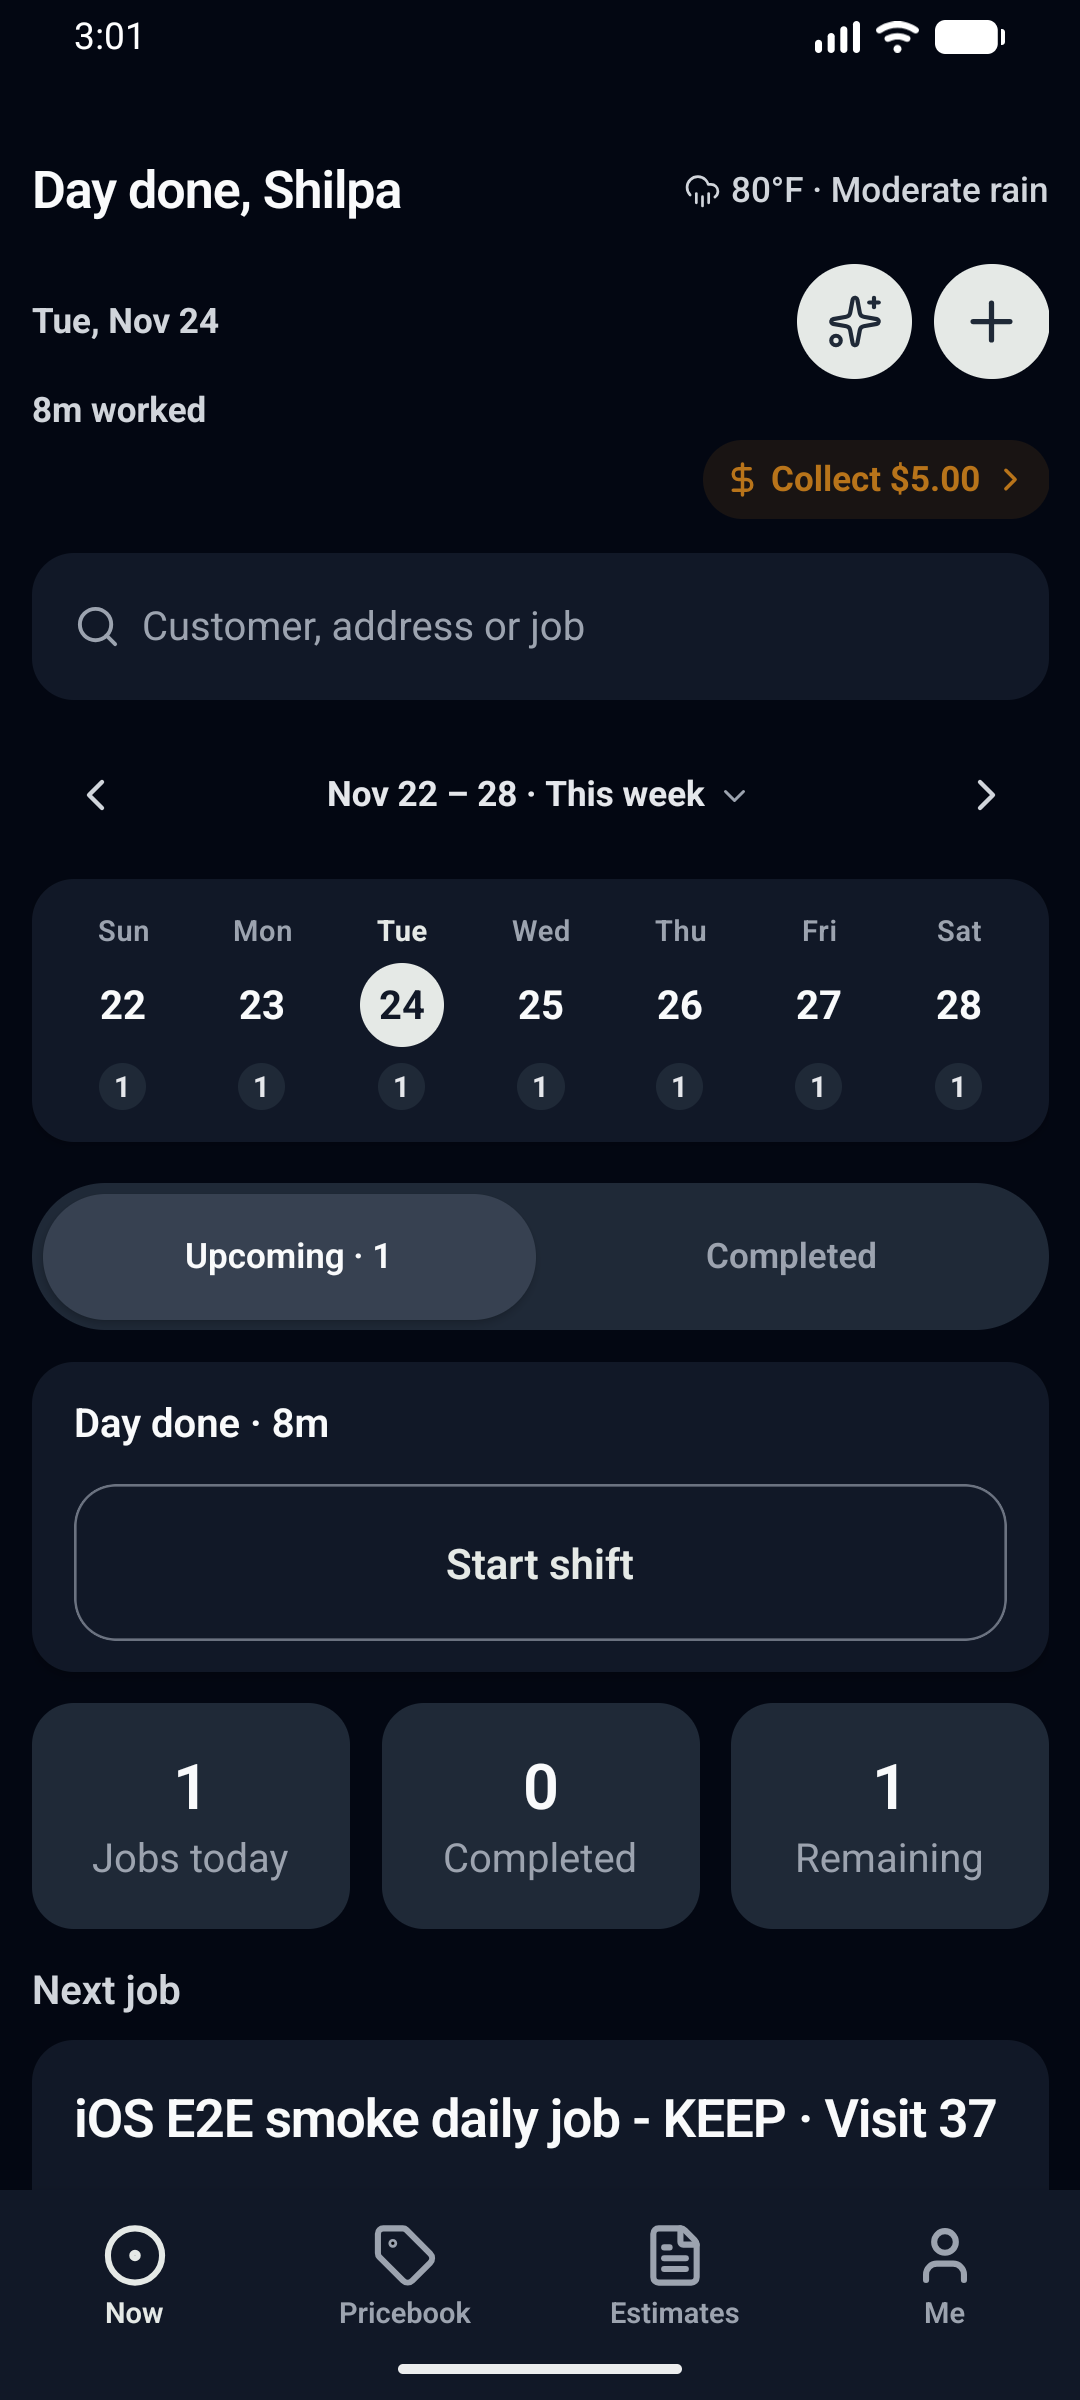 3:01
Day done, Shilpa
80°F · Moderate rain
Tue, Nov 24
8m worked
Collect $5.00
Customer, address or job
Nov 22 – 28 · This week
Sun Mon Tue Wed Thu Fri Sat
22 23 24 25 26 27 28
1 1 1 1 1 1 1
Upcoming · 1
Completed
Day done · 8m
Start shift
1 0 1
Jobs today Completed Remaining
Next job
iOS E2E smoke daily job - KEEP · Visit 37
Now Pricebook Estimates Me